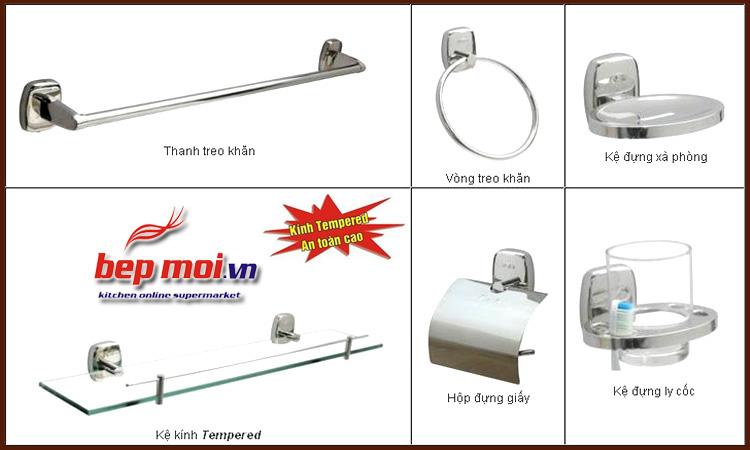 Thanh treo khăn
Vòng treo khăn
Kệ đựng xà phòng
Kính Tempered
An toàn cao
bep moi.vn
kitchen online supermarket
Kệ kính Tempered
Hộp đựng giấy
Kệ đựng ly cốc